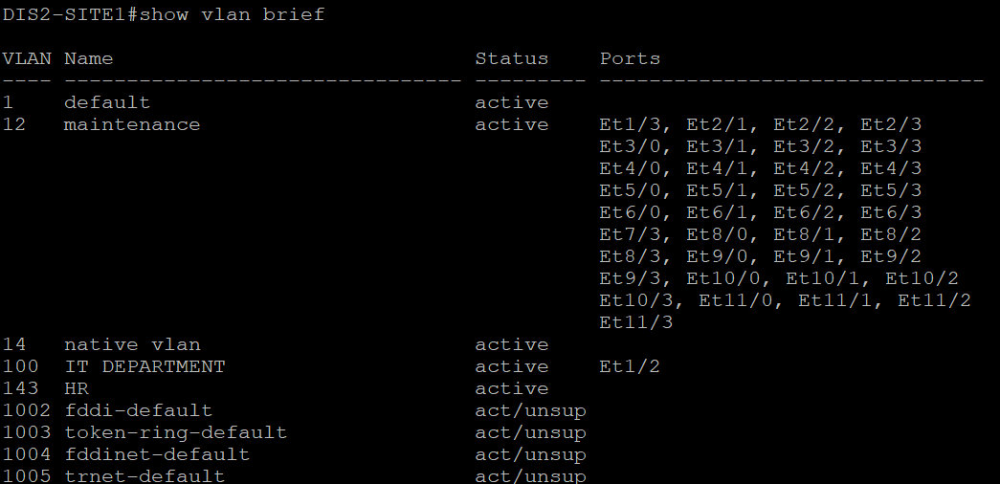 DIS2-SITE1#show vlan brief
VLAN Name                             Status    Ports
---- -------------------------------- --------- -------------------------------
1    default                          active
12   maintenance                      active    Et1/3, Et2/1, Et2/2, Et2/3
                                                Et3/0, Et3/1, Et3/2, Et3/3
                                                Et4/0, Et4/1, Et4/2, Et4/3
                                                Et5/0, Et5/1, Et5/2, Et5/3
                                                Et6/0, Et6/1, Et6/2, Et6/3
                                                Et7/3, Et8/0, Et8/1, Et8/2
                                                Et8/3, Et9/0, Et9/1, Et9/2
                                                Et9/3, Et10/0, Et10/1, Et10/2
                                                Et10/3, Et11/0, Et11/1, Et11/2
                                                Et11/3
14   native vlan                      active
100  IT DEPARTMENT                    active    Et1/2
143  HR                               active
1002 fddi-default                     act/unsup
1003 token-ring-default               act/unsup
1004 fddinet-default                  act/unsup
1005 trnet-default                    act/unsup